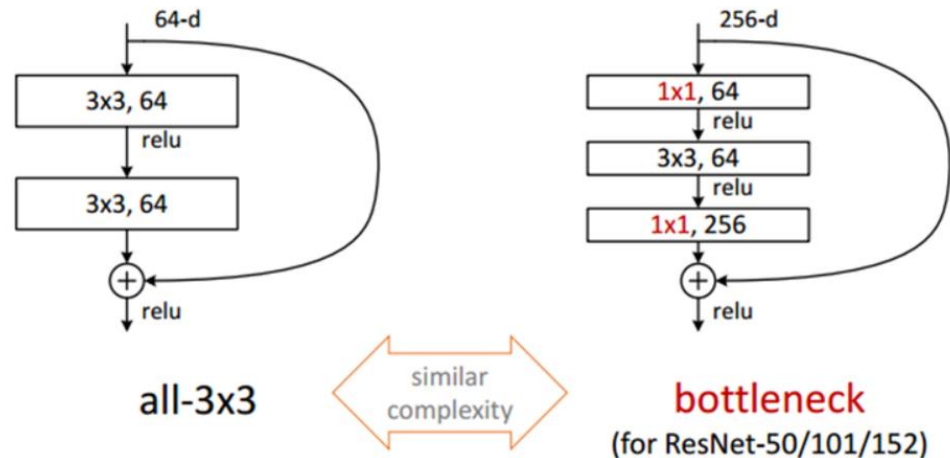 64-d
3x3, 64
relu
3x3, 64
+
relu
all-3x3
similar
complexity
256-d
1x1, 64
relu
3x3, 64
relu
1x1, 256
+
relu
bottleneck
(for ResNet-50/101/152)